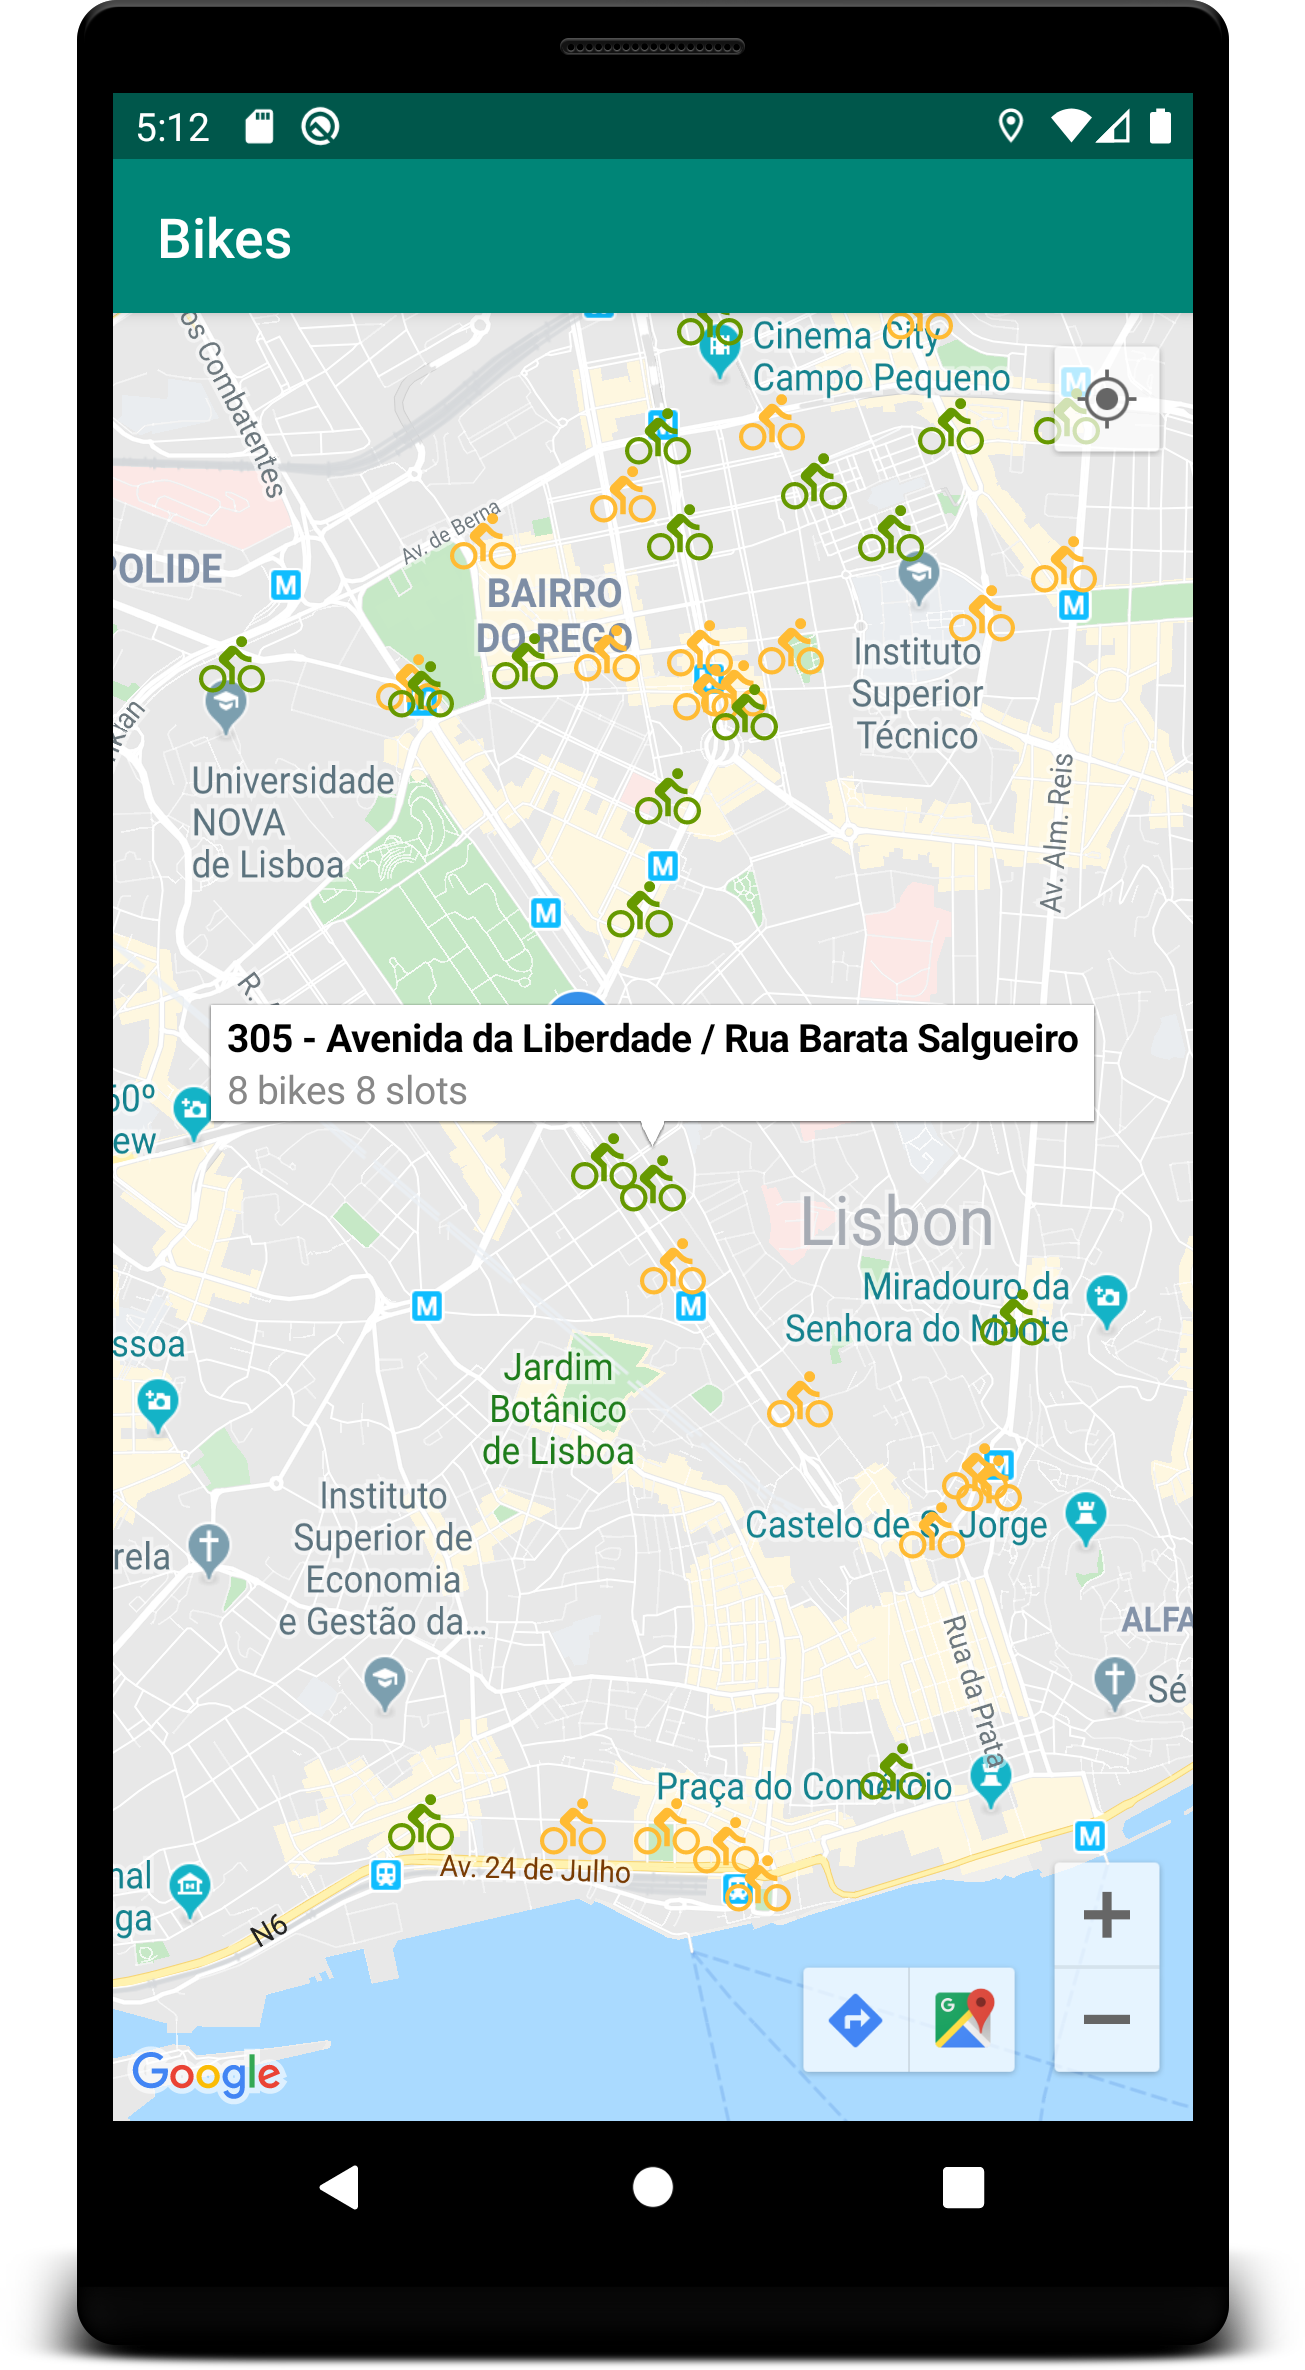 5:12
Bikes
os Combatentes
Cinema City
Campo Pequeno
M
Av. de Berna
POLIDE
M
BAIRRO
DO REGO
M
Instituto
Superior
Técnico
Universidade
NOVA
de Lisboa
Av. Alm. Reis
M
M
R.
305 - Avenida da Liberdade / Rua Barata Salgueiro
8 bikes 8 slots
60º
ew
Lisbon
Miradouro da
Senhora do Monte
M
M
ssoa
Jardim
Botânico
de Lisboa
M
Instituto
Superior de
Economia
e Gestão da...
Castelo de S. Jorge
rela
ALFA
Rua da Prata
Sé
Praça do Comércio
M
Av. 24 de Julho
nal
ga
N6
G
Google